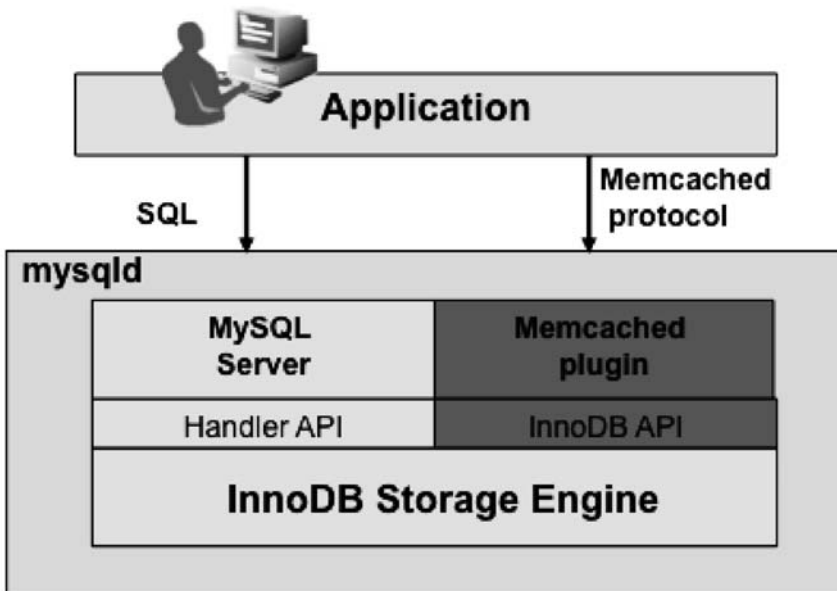 Application
SQL
Memcached
protocol
mysqld
MySQL
Server
Memcached
plugin
Handler API
InnoDB API
InnoDB Storage Engine